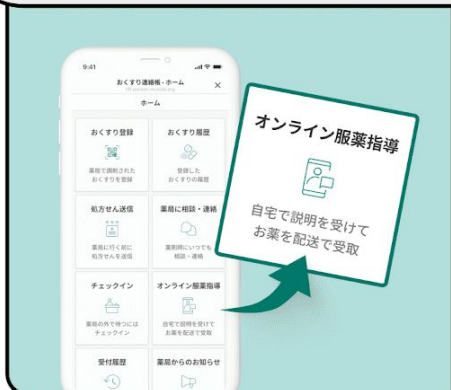 9:41
おくすり連絡帳 - ホーム
×
ホーム
おくすり登録
おくすり履歴
薬局で調剤された
おくすりを登録
登録した
おくすりの履歴
処方せん送信
薬局に相談・連絡
薬局に行く前に
処方せんを送信
薬剤師にいつでも
相談・連絡
チェックイン
オンライン服薬指導
薬局の外で待つには
チェックイン
自宅で説明を受けて
お薬を配送で受取
受付履歴
薬局からのお知らせ
オンライン服薬指導
自宅で説明を受けて
お薬を配送で受取